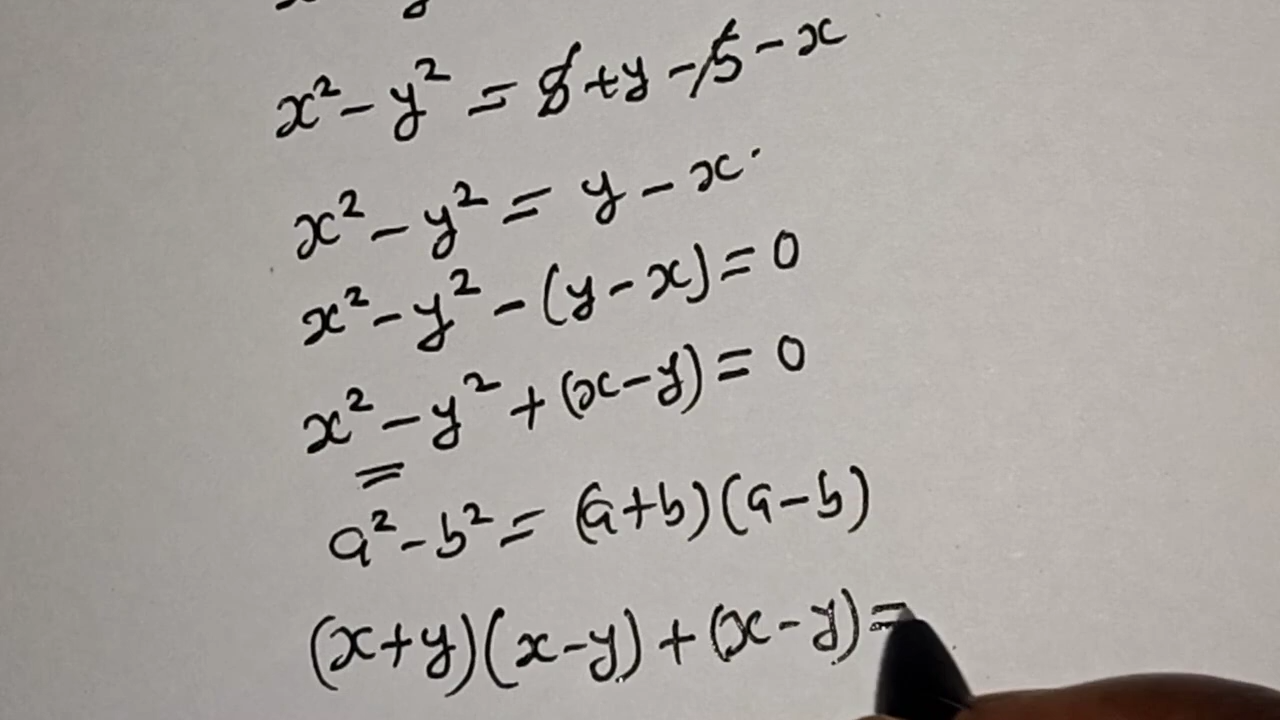 x² - y² = 5 + y - 5 - x
x² - y² = y - x
x² - y² - (y - x) = 0
x² - y² + (x - y) = 0
a² - b² = (a + b)(a - b)
(x + y)(x - y) + (x - y) =